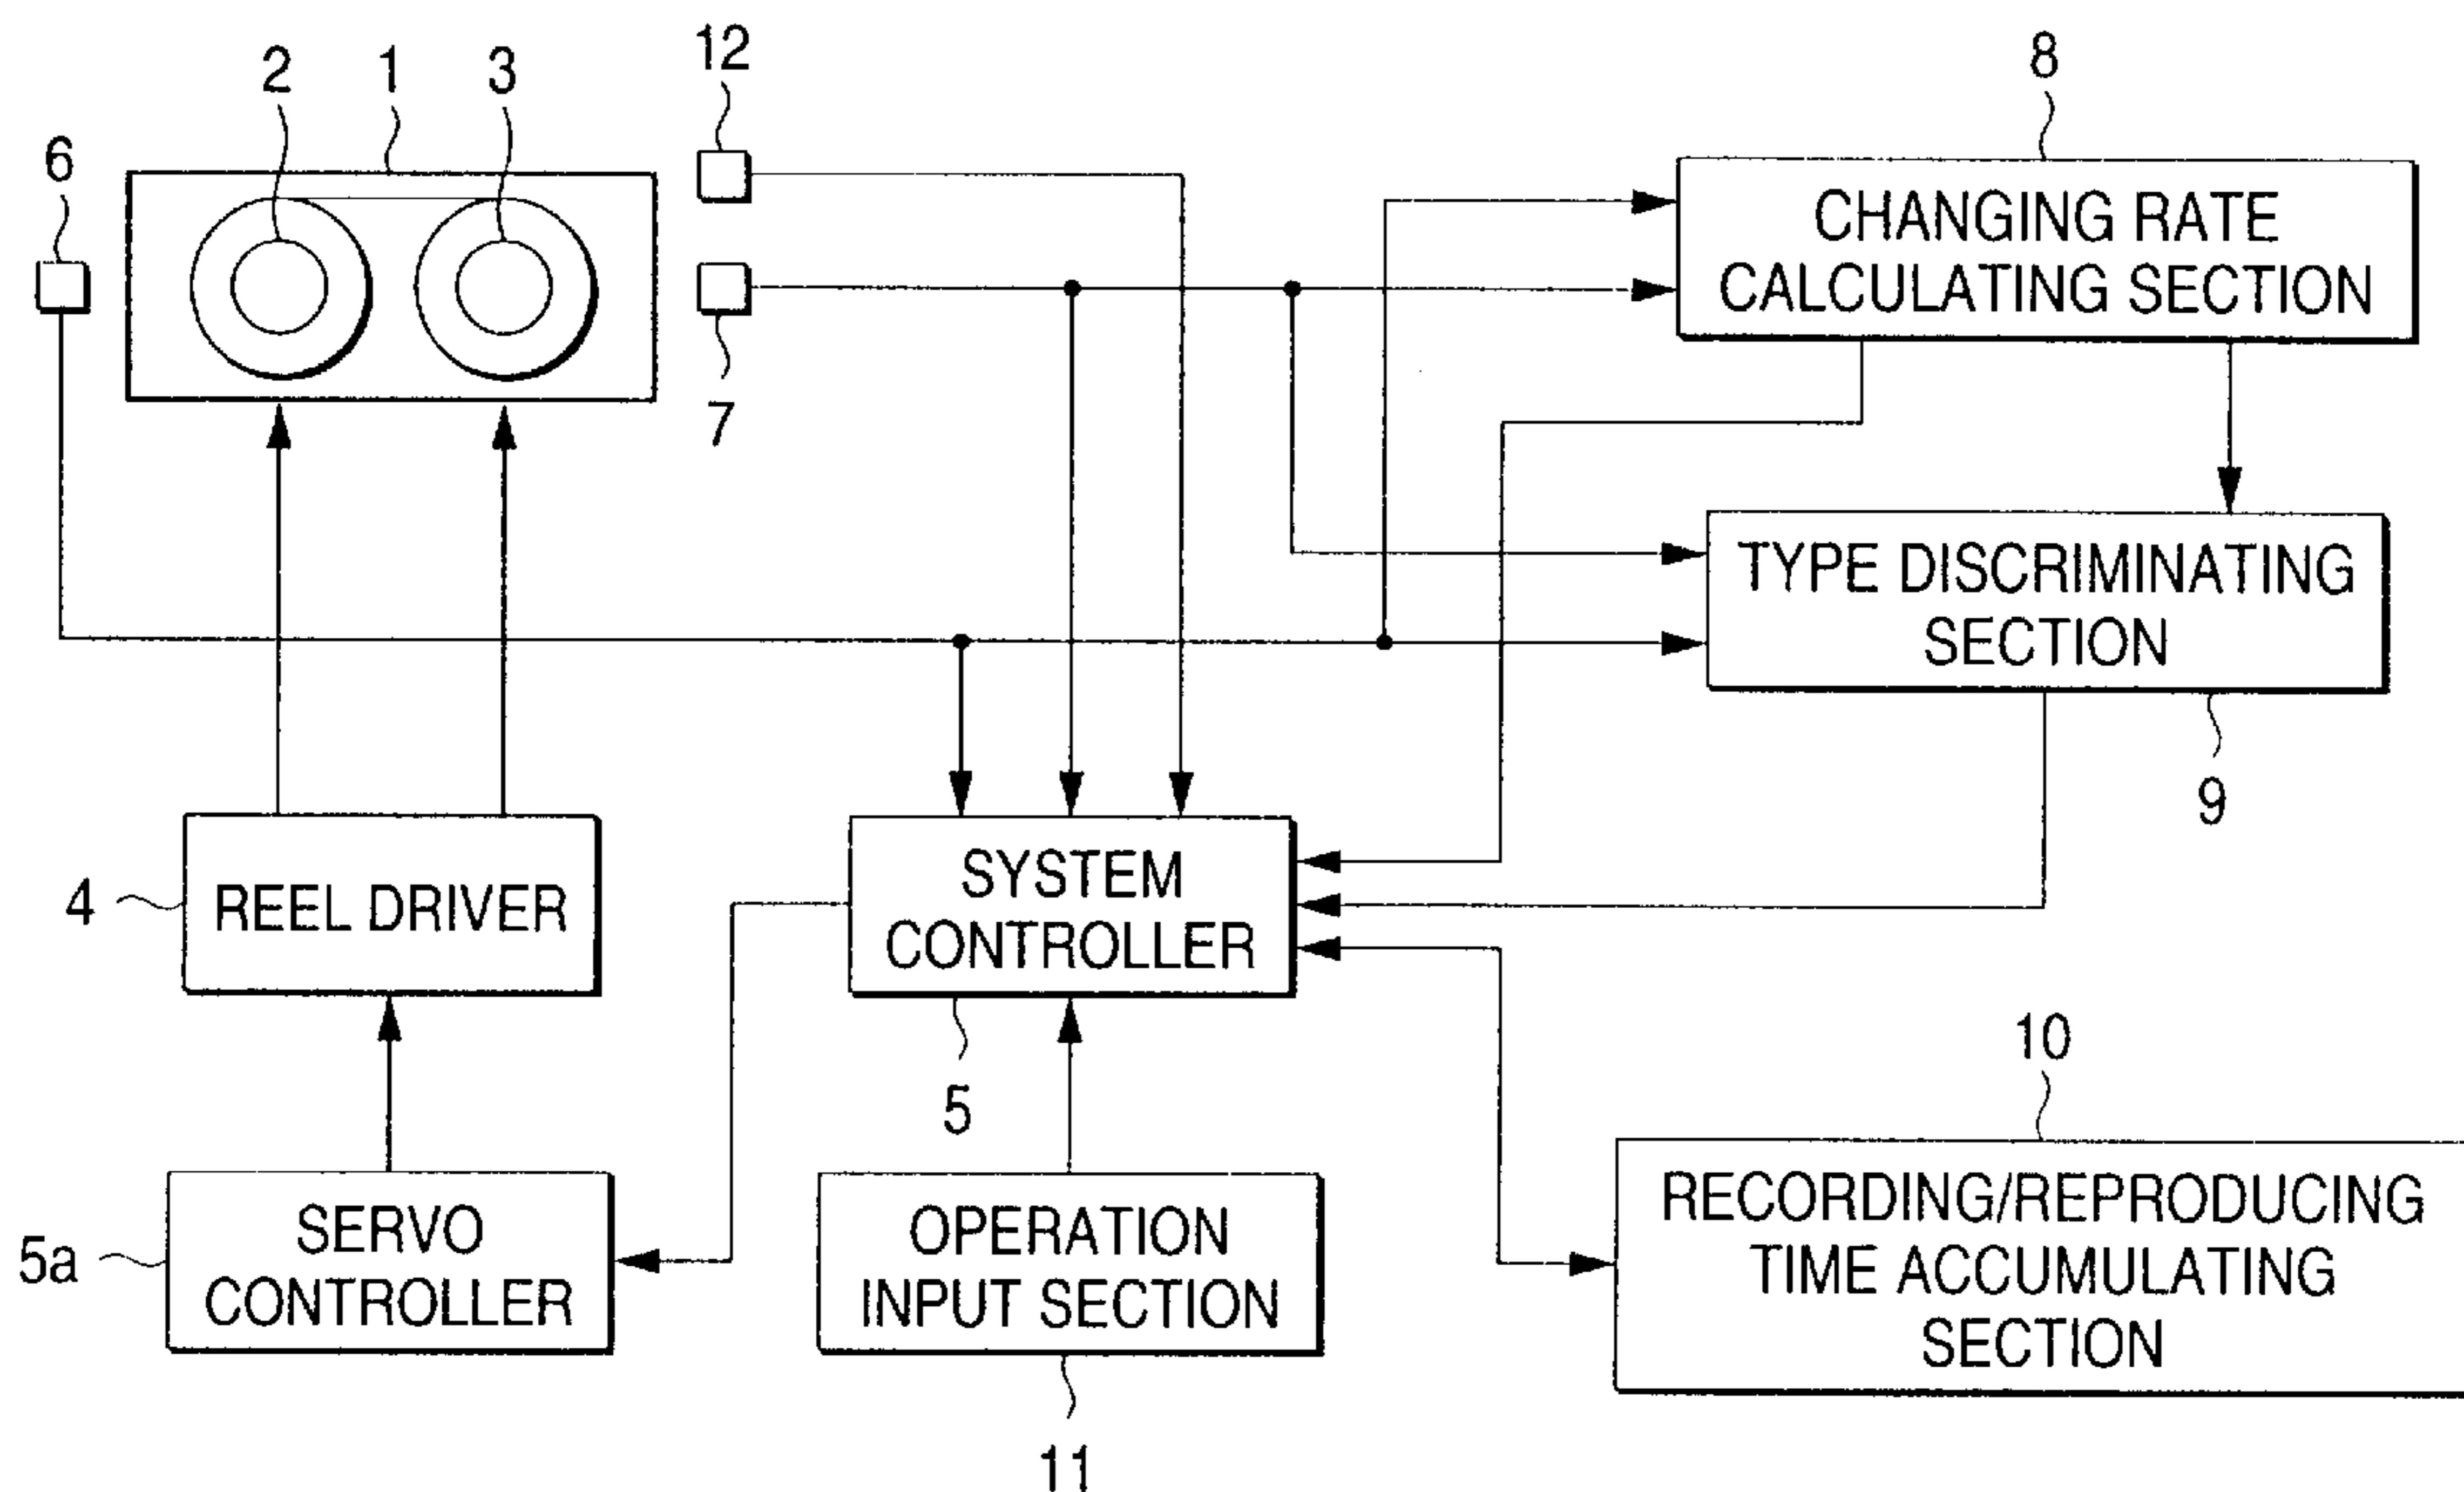 12
8
2
1
3
6
CHANGING RATE
CALCULATING SECTION
7
TYPE DISCRIMINATING
SECTION
9
4
REEL DRIVER
SYSTEM
CONTROLLER
5
10
5a
SERVO
CONTROLLER
OPERATION
INPUT SECTION
RECORDING/REPRODUCING
TIME ACCUMULATING
SECTION
11